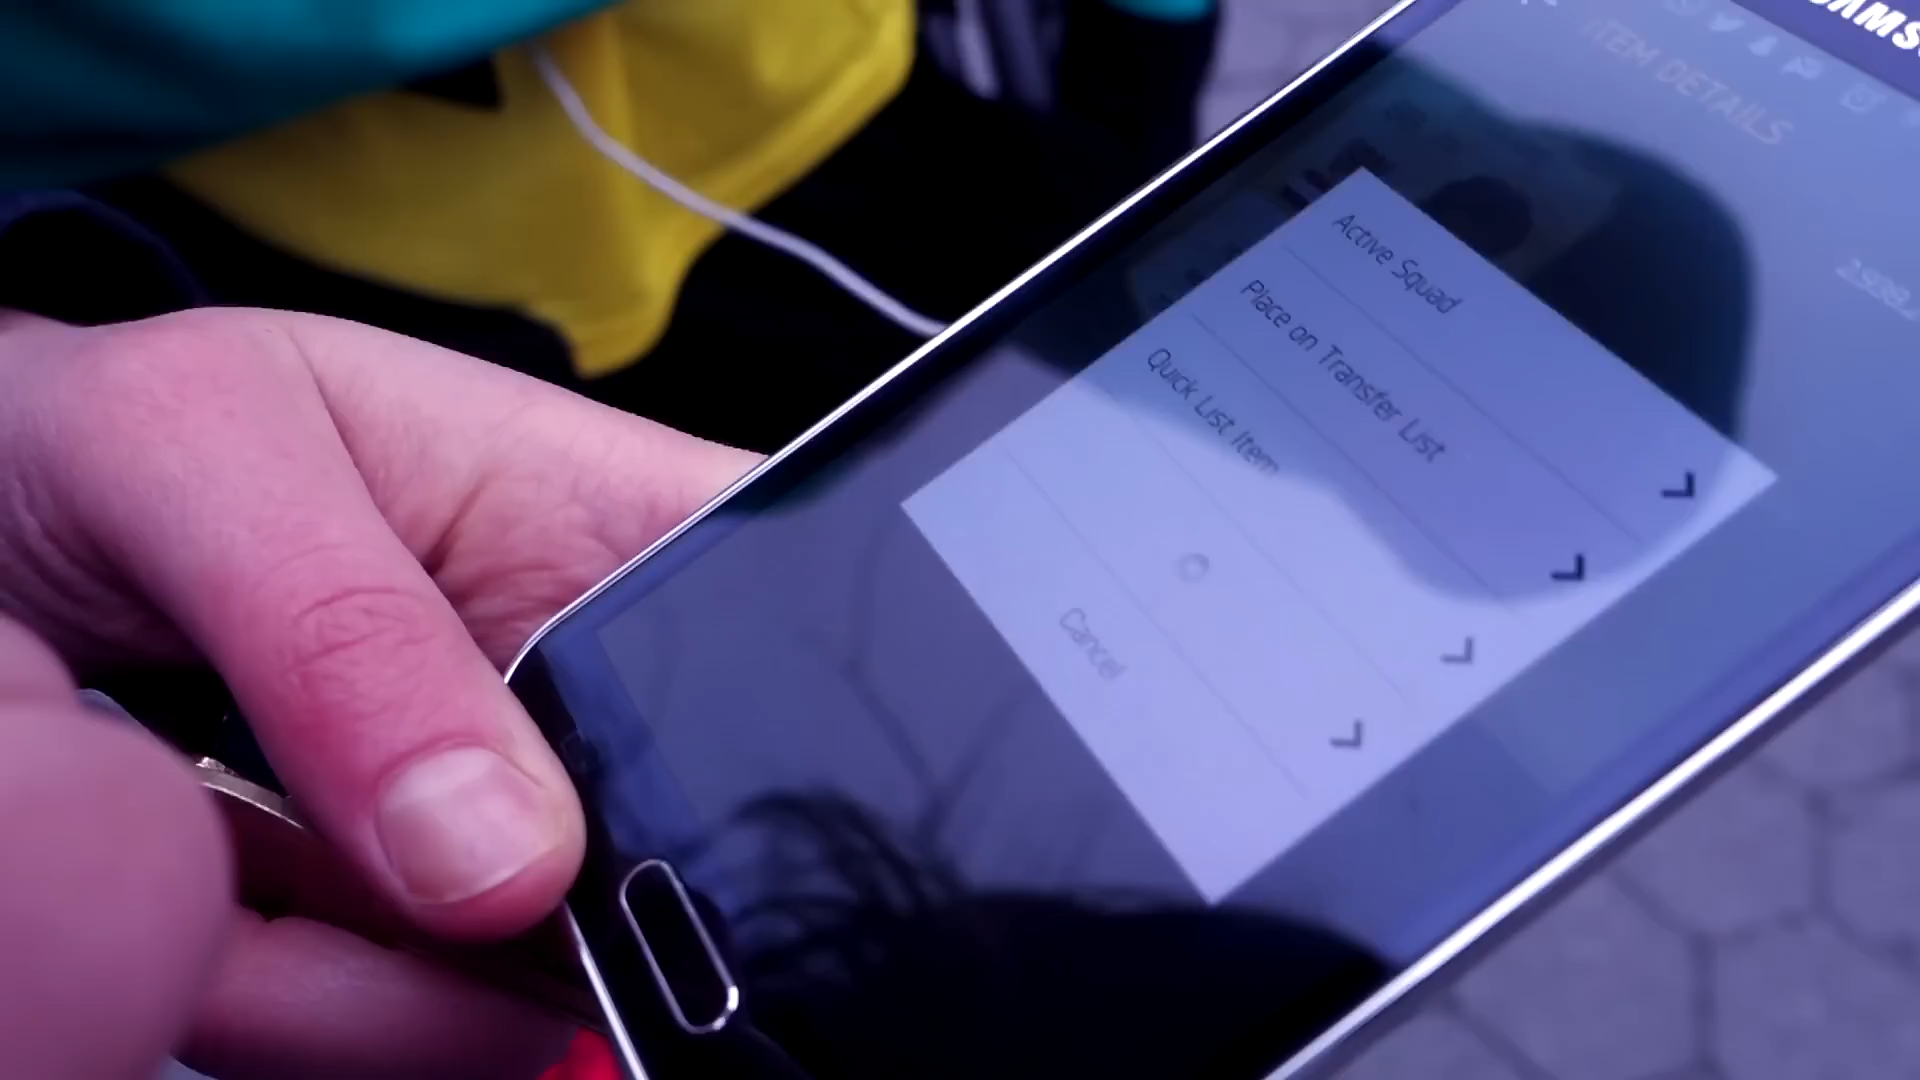 ITEM DETAILS
Active Squad
Place on Transfer List
Quick List Item
Cancel